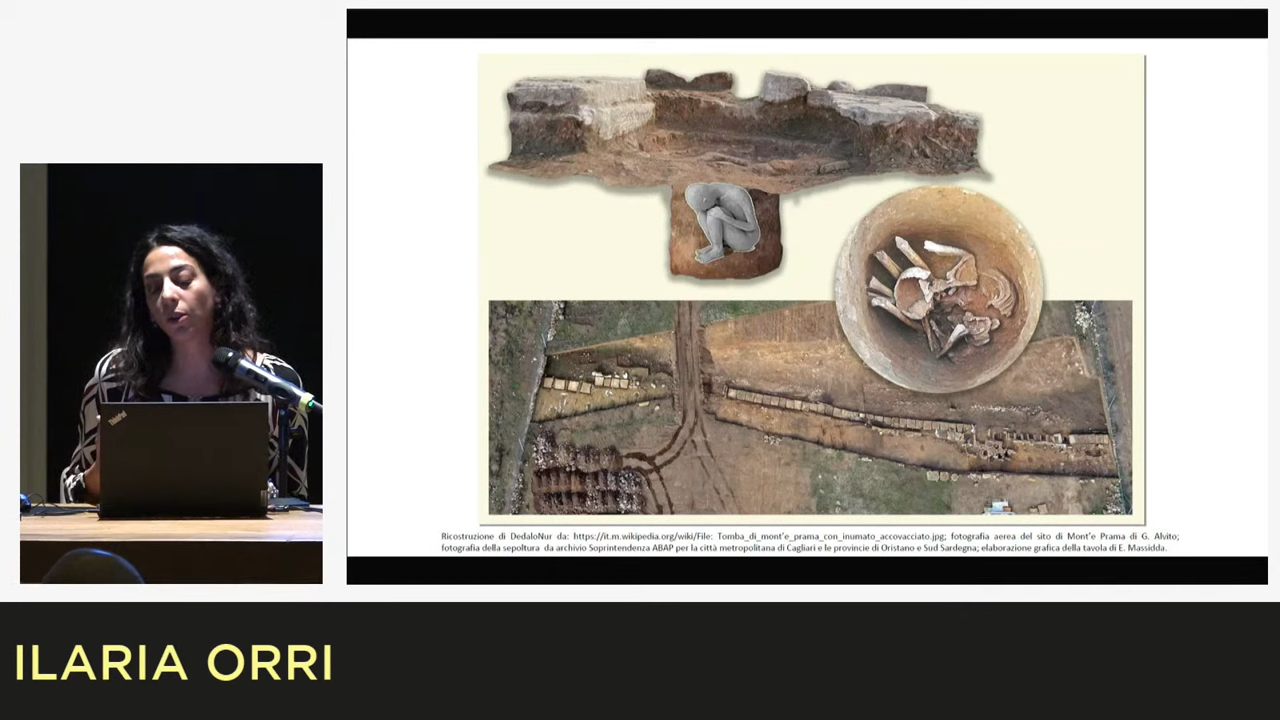 Ricostruzione di DedaloNur da: https://it.m.wikipedia.org/wiki/File: Tomba_di_mont'e_prama_con_inumato_accovacciato.jpg; fotografia aerea del sito di Mont'e Prama di G. Alvito;
fotografia della sepoltura da archivio Soprintendenza ABAP per la città metropolitana di Cagliari e le provincie di Oristano e Sud Sardegna; elaborazione grafica della tavola di E. Massidda.
ThinkPad
ILARIA ORRI